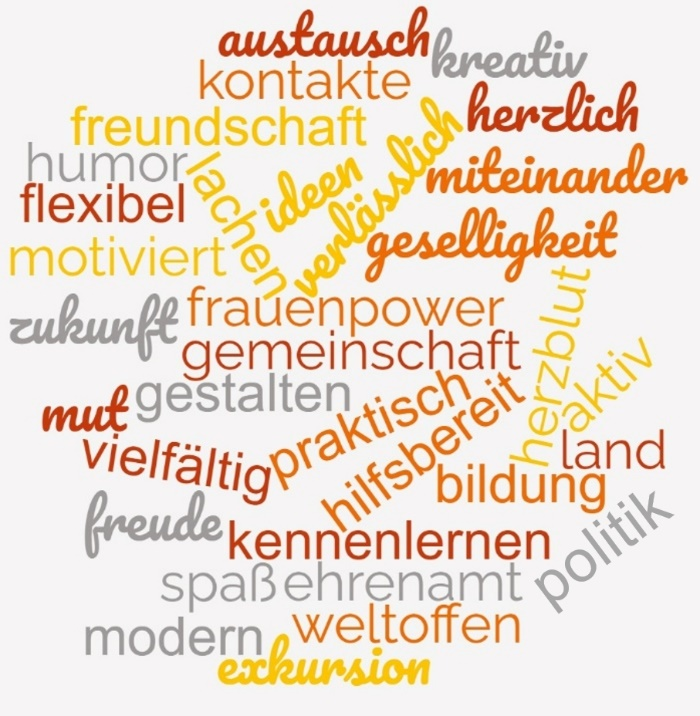 austausch
kreativ
kontakte
herzlich
freundschaft
humor
lachen
ideen
verlässlich
miteinander
flexibel
geselligkeit
motiviert
zukunft
frauenpower
herzblut
gemeinschaft
aktiv
mut
gestalten
praktisch
hilfsbereit
vielfältig
land
bildung
freude
kennenlernen
politik
spaß
ehrenamt
modern
weltoffen
exkursion